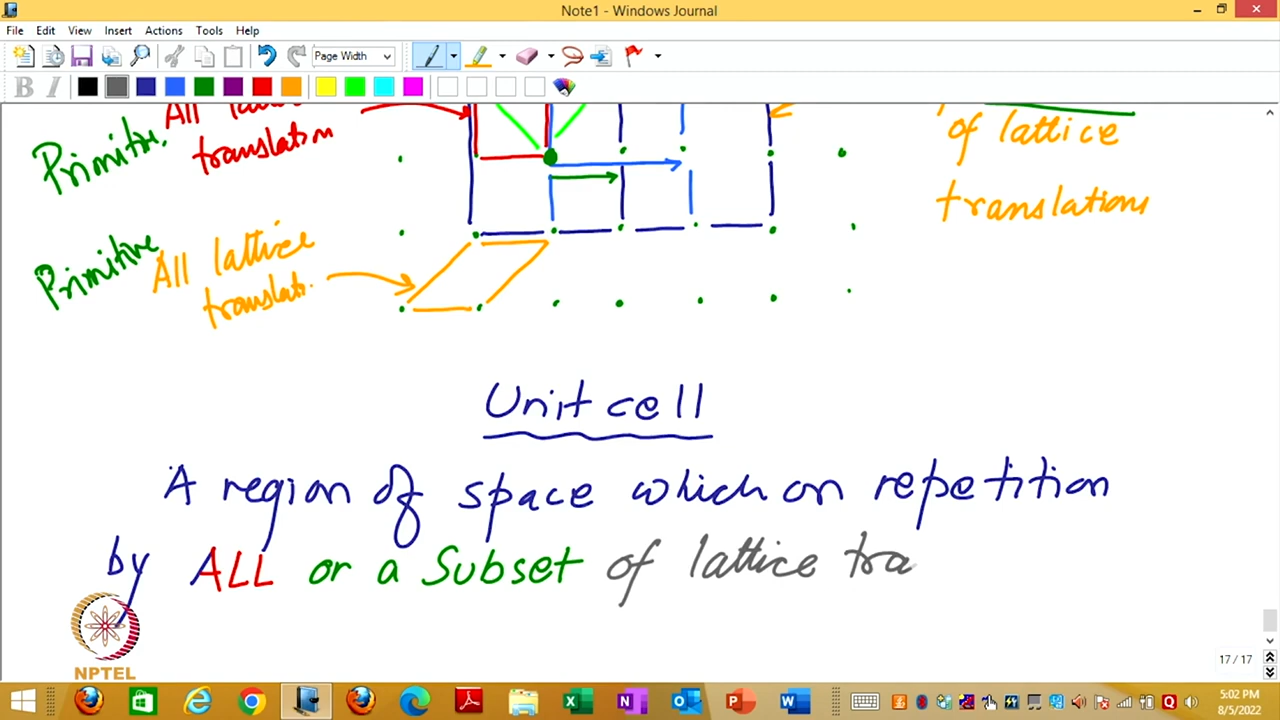 Note1 - Windows Journal
File Edit View Insert Actions Tools Help
Page Width
B I
Primitive. All
translation
of lattice
translations
Primitive All lattice
translati.
Unit cell
A region of space which on repetition
by ALL or a Subset of lattice tra
NPTEL
17 / 17
5:02 PM
8/5/2022